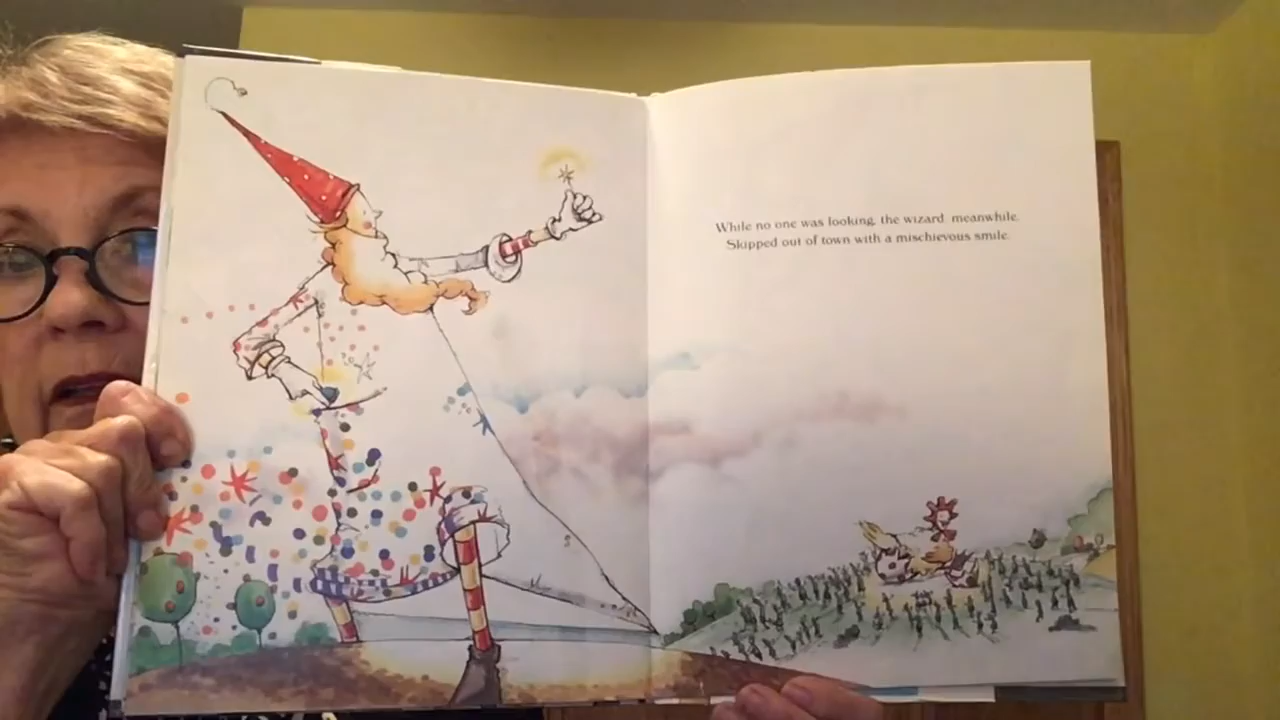 While no one was looking, the wizard meanwhile,
Skipped out of town with a mischievous smile.